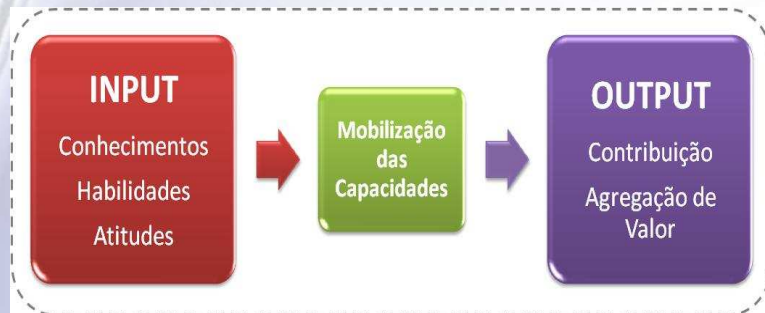 INPUT
Conhecimentos
Habilidades
Atitudes
Mobilização
das
Capacidades
OUTPUT
Contribuição
Agregação de
Valor